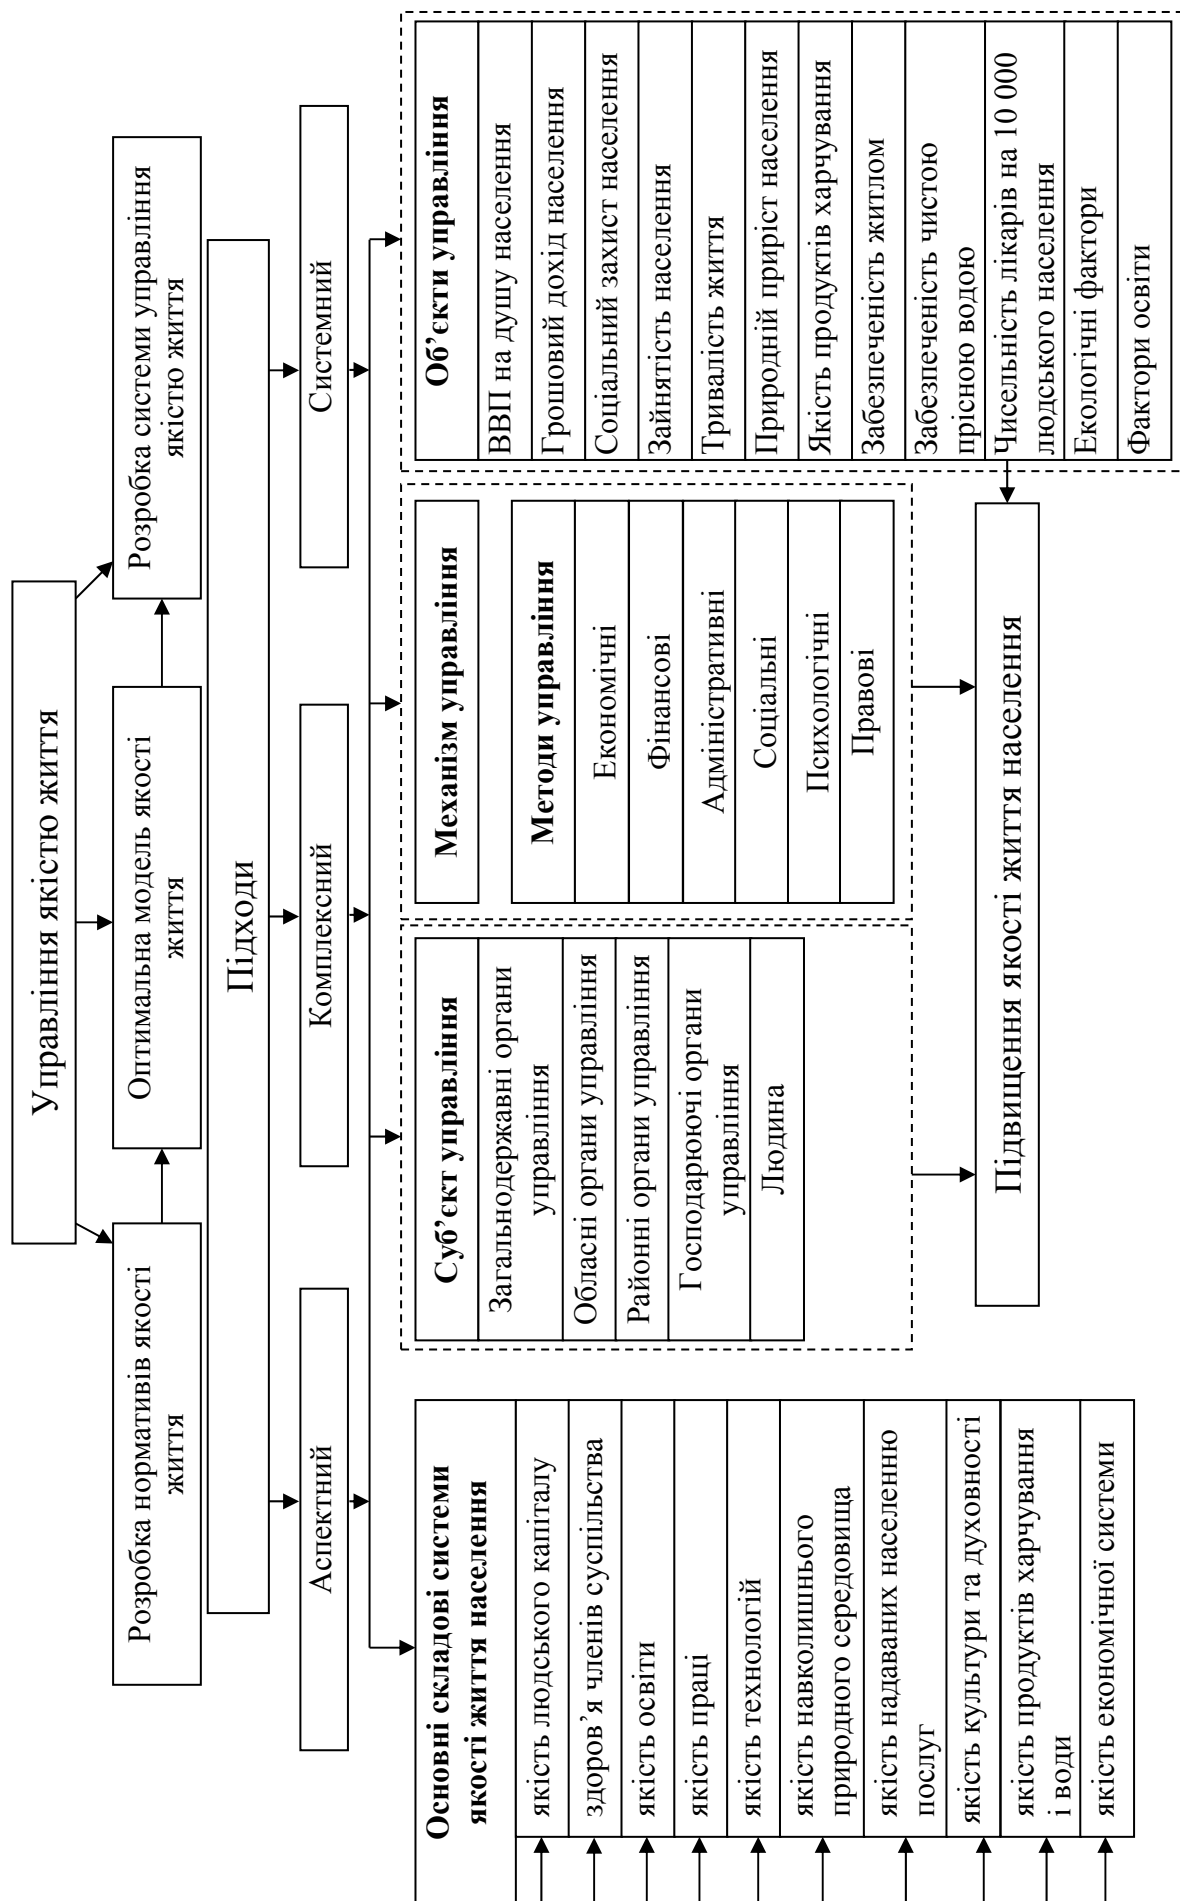 Управління якістю життя
Розробка нормативів якості
життя
Оптимальна модель якості
життя
Розробка системи управління
якістю життя
Підходи
Аспектний
Комплексний
Системний
Основні складові системи
якості життя населення
якість людського капіталу
здоров’я членів суспільства
якість освіти
якість праці
якість технологій
якість навколишнього
природного середовища
якість надаваних населенню
послуг
якість культури та духовності
якість продуктів харчування
і води
якість економічної системи
Суб’єкт управління
Загальнодержавні органи
управління
Обласні органи управління
Районні органи управління
Господарюючі органи
управління
Людина
Механізм управління
Методи управління
Економічні
Фінансові
Адміністративні
Соціальні
Психологічні
Правові
Об’єкти управління
ВВП на душу населення
Грошовий дохід населення
Соціальний захист населення
Зайнятість населення
Тривалість життя
Природній приріст населення
Якість продуктів харчування
Забезпеченість житлом
Забезпеченість чистою
прісною водою
Чисельність лікарів на 10 000
людського населення
Екологічні фактори
Фактори освіти
Підвищення якості життя населення